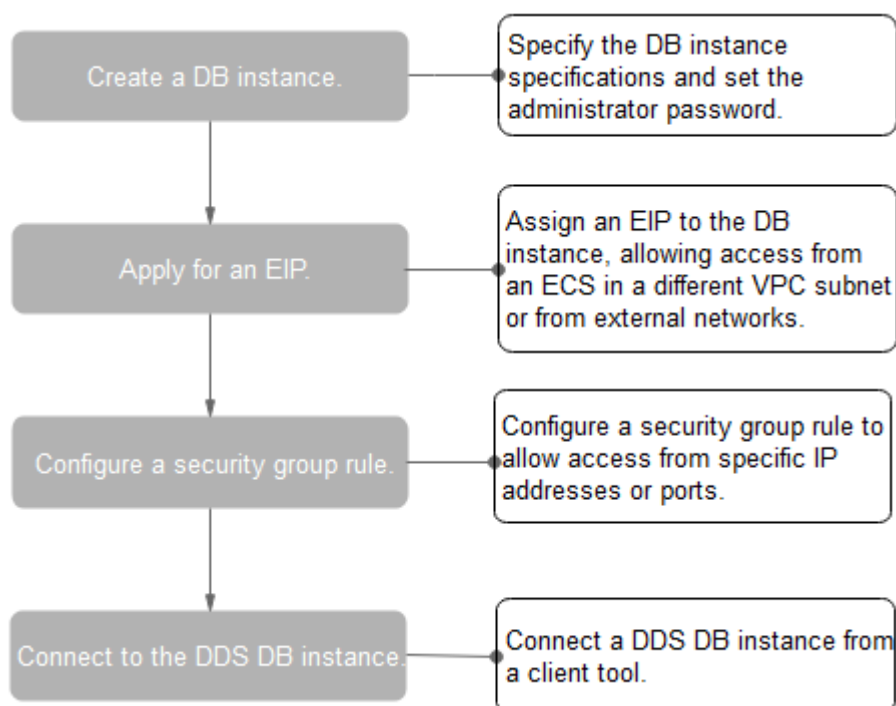 Create a DB instance.
Specify the DB instance
specifications and set the
administrator password.
Apply for an EIP.
Assign an EIP to the DB
instance, allowing access from
an ECS in a different VPC subnet
or from external networks.
Configure a security group rule.
Configure a security group rule to
allow access from specific IP
addresses or ports.
Connect to the DDS DB instance.
Connect a DDS DB instance from
a client tool.